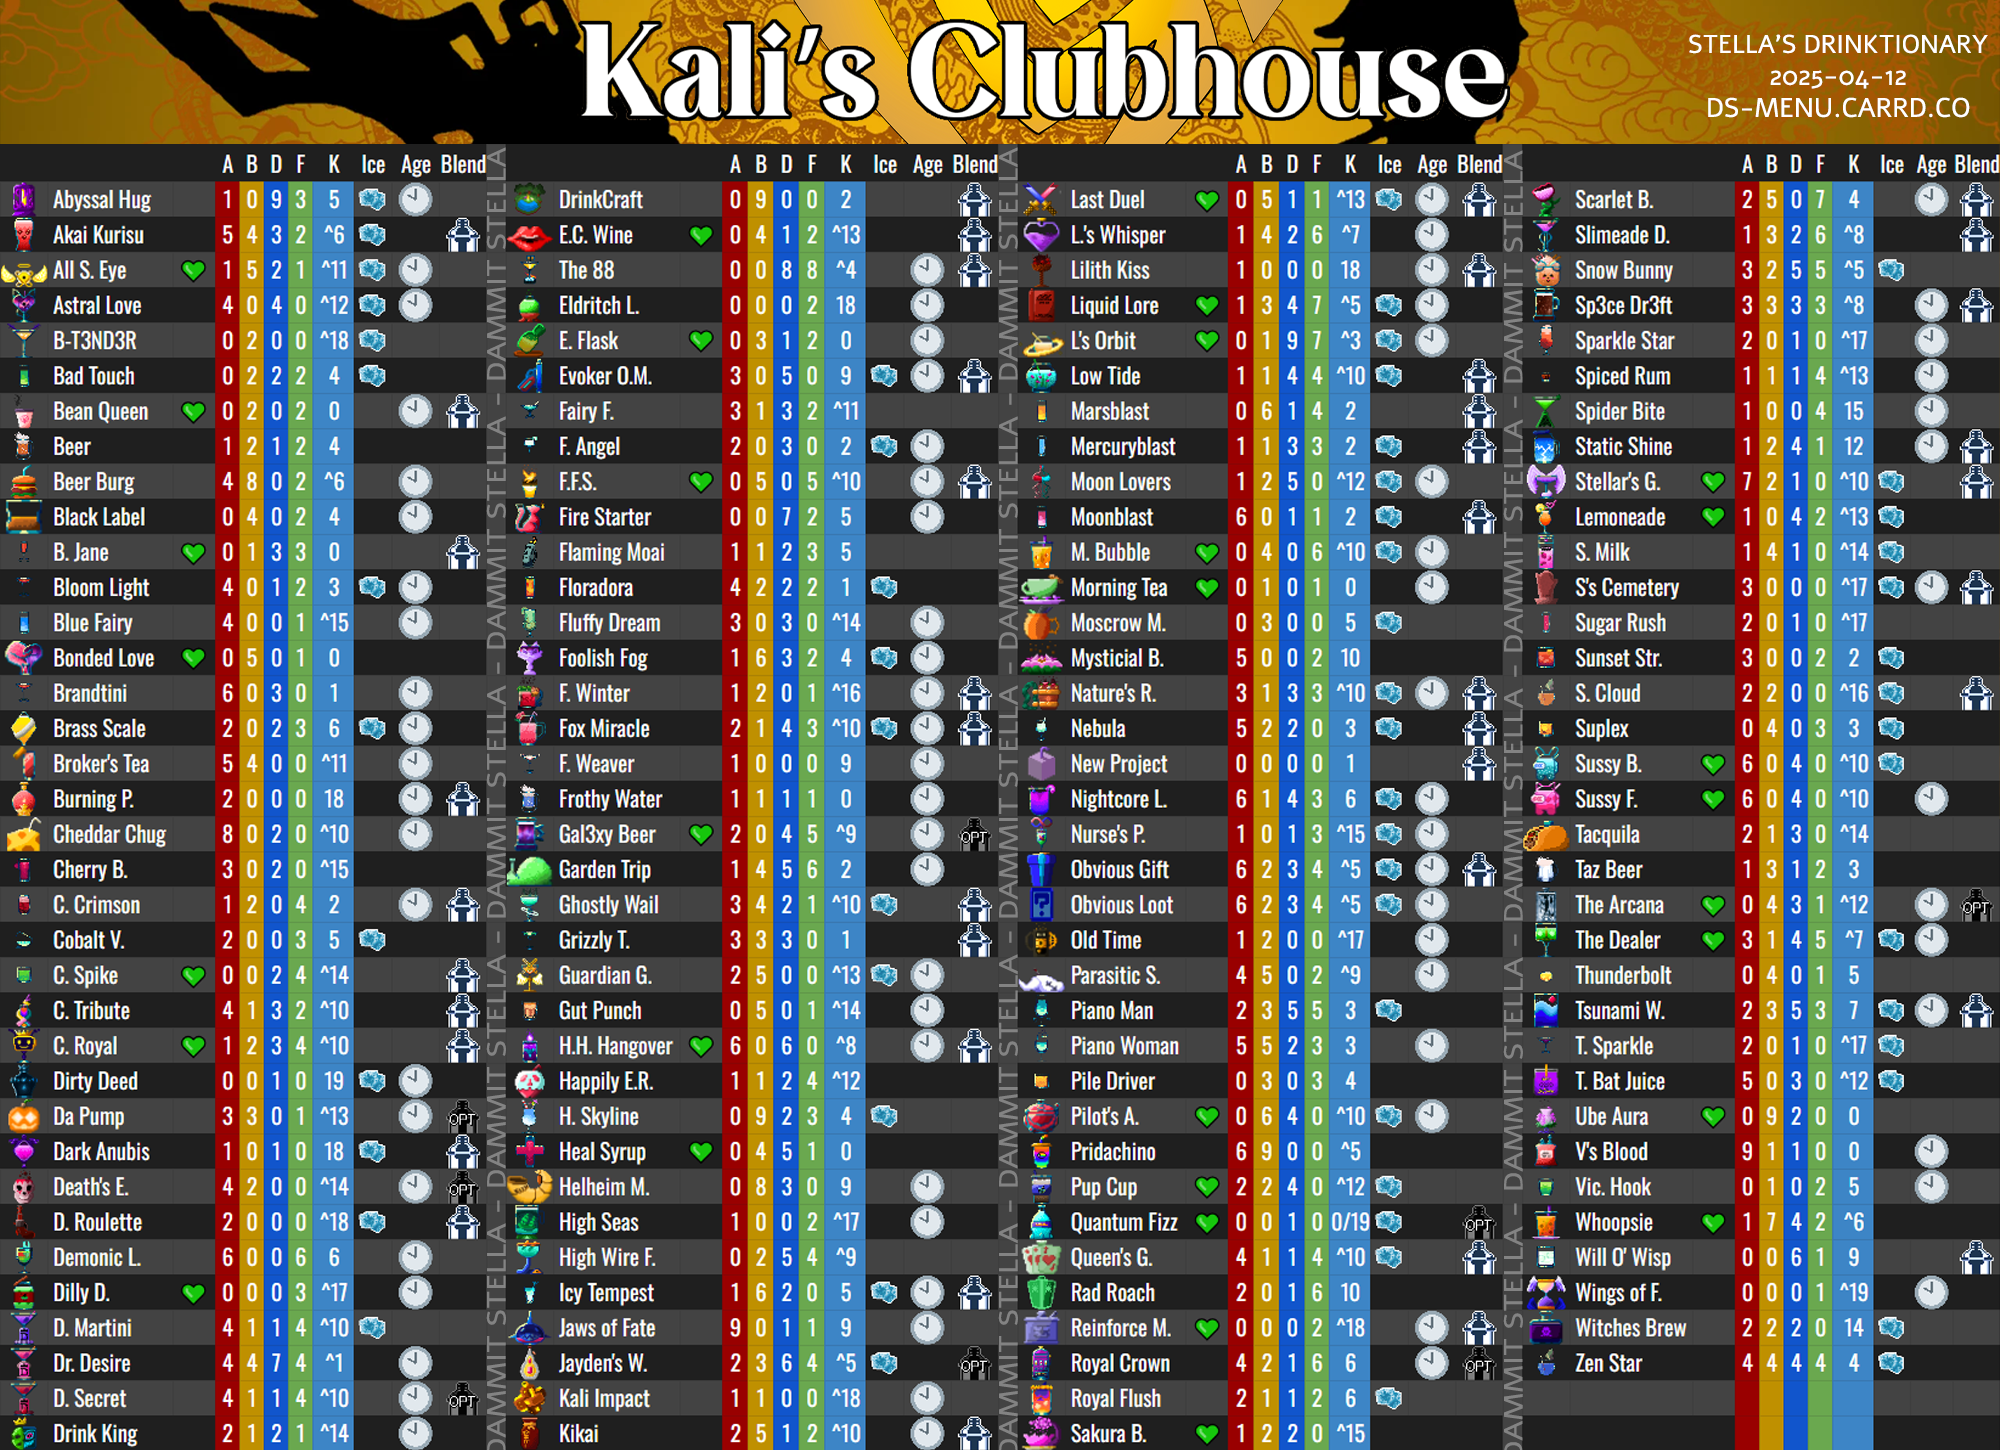 Kali's Clubhouse
STELLA'S DRINKTIONARY
2025-04-12
DS-MENU.CARRD.CO
A B D F K Ice Age Blend
Abyssal Hug 1 0 9 3 5
Akai Kurisu 5 4 3 2 ^6
All S. Eye 1 5 2 1 ^11
Astral Love 4 0 4 0 ^12
B-T3ND3R 0 2 0 0 ^18
Bad Touch 0 2 2 2 4
Bean Queen 0 2 0 2 0
Beer 1 2 1 2 4
Beer Burg 4 8 0 2 ^6
Black Label 0 4 0 2 4
B. Jane 0 1 3 3 0
Bloom Light 4 0 1 2 3
Blue Fairy 4 0 0 1 ^15
Bonded Love 0 5 0 1 0
Brandtini 6 0 3 0 1
Brass Scale 2 0 2 3 6
Broker's Tea 5 4 0 0 ^11
Burning P. 2 0 0 0 18
Cheddar Chug 8 0 2 0 ^10
Cherry B. 3 0 2 0 ^15
C. Crimson 1 2 0 4 2
Cobalt V. 2 0 0 3 5
C. Spike 0 0 2 4 ^14
C. Tribute 4 1 3 2 ^10
C. Royal 1 2 3 4 ^10
Dirty Deed 0 0 1 0 19
Da Pump 3 3 0 1 ^13 OPT
Dark Anubis 1 0 1 0 18
Death's E. 4 2 0 0 ^14 OPT
D. Roulette 2 0 0 0 ^18
Demonic L. 6 0 0 6 6
Dilly D. 0 0 0 3 ^17
D. Martini 4 1 1 4 ^10
Dr. Desire 4 4 7 4 ^1
D. Secret 4 1 1 4 ^10 OPT
Drink King 2 1 2 1 ^14
DAMMIT STELLA - DAMMIT STELLA - DAMMIT STELLA - DAMMIT STELLA
A B D F K Ice Age Blend
DrinkCraft 0 9 0 0 2
E.C. Wine 0 4 1 2 ^13
The 88 0 0 8 8 ^4
Eldritch L. 0 0 0 2 18
E. Flask 0 3 1 2 0
Evoker O.M. 3 0 5 0 9
Fairy F. 3 1 3 2 ^11
F. Angel 2 0 3 0 2
F.F.S. 0 5 0 5 ^10
Fire Starter 0 0 7 2 5
Flaming Moai 1 1 2 3 5
Floradora 4 2 2 2 1
Fluffy Dream 3 0 3 0 ^14
Foolish Fog 1 6 3 2 4
F. Winter 1 2 0 1 ^16
Fox Miracle 2 1 4 3 ^10
F. Weaver 1 0 0 0 9
Frothy Water 1 1 1 1 0
Gal3xy Beer 2 0 4 5 ^9 OPT
Garden Trip 1 4 5 6 2
Ghostly Wail 3 4 2 1 ^10
Grizzly T. 3 3 3 0 1
Guardian G. 2 5 0 0 ^13
Gut Punch 0 5 0 1 ^14
H.H. Hangover 6 0 6 0 ^8
Happily E.R. 1 1 2 4 ^12
H. Skyline 0 9 2 3 4
Heal Syrup 0 4 5 1 0
Helheim M. 0 8 3 0 9
High Seas 1 0 0 2 ^17
High Wire F. 0 2 5 4 ^9
Icy Tempest 1 6 2 0 5
Jaws of Fate 9 0 1 1 9
Jayden's W. 2 3 6 4 ^5 OPT
Kali Impact 1 1 0 0 ^18
Kikai 2 5 1 2 ^10
DAMMIT STELLA - DAMMIT STELLA - DAMMIT STELLA - DAMMIT STELLA
A B D F K Ice Age Blend
Last Duel 0 5 1 1 ^13
L.'s Whisper 1 4 2 6 ^7
Lilith Kiss 1 0 0 0 18
Liquid Lore 1 3 4 7 ^5
L's Orbit 0 1 9 7 ^3
Low Tide 1 1 4 4 ^10
Marsblast 0 6 1 4 2
Mercuryblast 1 1 3 3 2
Moon Lovers 1 2 5 0 ^12
Moonblast 6 0 1 1 2
M. Bubble 0 4 0 6 ^10
Morning Tea 0 1 0 1 0
Moscrow M. 0 3 0 0 5
Mysticial B. 5 0 0 2 10
Nature's R. 3 1 3 3 ^10
Nebula 5 2 2 0 3
New Project 0 0 0 0 1
Nightcore L. 6 1 4 3 6
Nurse's P. 1 0 1 3 ^15
Obvious Gift 6 2 3 4 ^5
Obvious Loot 6 2 3 4 ^5
Old Time 1 2 0 0 ^17
Parasitic S. 4 5 0 2 ^9
Piano Man 2 3 5 5 3
Piano Woman 5 5 2 3 3
Pile Driver 0 3 0 3 4
Pilot's A. 0 6 4 0 ^10
Pridachino 6 9 0 0 ^5
Pup Cup 2 2 4 0 ^12
Quantum Fizz 0 0 1 0 0/19 OPT
Queen's G. 4 1 1 4 ^10
Rad Roach 2 0 1 6 10
Reinforce M. 0 0 0 2 ^18
Royal Crown 4 2 1 6 6 OPT
Royal Flush 2 1 1 2 6
Sakura B. 1 2 2 0 ^15
DAMMIT STELLA - DAMMIT STELLA - DAMMIT STELLA - DAMMIT STELLA
A B D F K Ice Age Blend
Scarlet B. 2 5 0 7 4
Slimeade D. 1 3 2 6 ^8
Snow Bunny 3 2 5 5 ^5
Sp3ce Dr3ft 3 3 3 3 ^8
Sparkle Star 2 0 1 0 ^17
Spiced Rum 1 1 1 4 ^13
Spider Bite 1 0 0 4 15
Static Shine 1 2 4 1 12
Stellar's G. 7 2 1 0 ^10
Lemoneade 1 0 4 2 ^13
S. Milk 1 4 1 0 ^14
S's Cemetery 3 0 0 0 ^17
Sugar Rush 2 0 1 0 ^17
Sunset Str. 3 0 0 2 2
S. Cloud 2 2 0 0 ^16
Suplex 0 4 0 3 3
Sussy B. 6 0 4 0 ^10
Sussy F. 6 0 4 0 ^10
Tacquila 2 1 3 0 ^14
Taz Beer 1 3 1 2 3
The Arcana 0 4 3 1 ^12 OPT
The Dealer 3 1 4 5 ^7
Thunderbolt 0 4 0 1 5
Tsunami W. 2 3 5 3 7
T. Sparkle 2 0 1 0 ^17
T. Bat Juice 5 0 3 0 ^12
Ube Aura 0 9 2 0 0
V's Blood 9 1 1 0 0
Vic. Hook 0 1 0 2 5
Whoopsie 1 7 4 2 ^6
Will O' Wisp 0 0 6 1 9
Wings of F. 0 0 0 1 ^19
Witches Brew 2 2 2 0 14
Zen Star 4 4 4 4 4